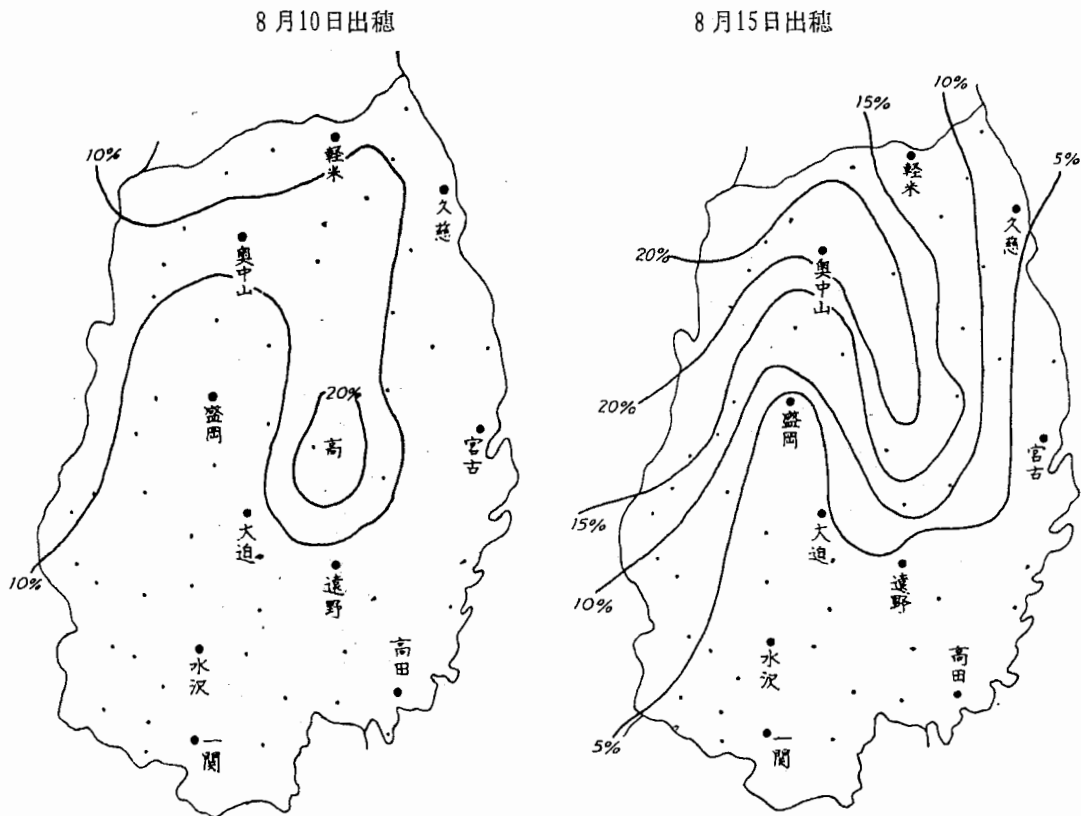 8月10日出穂
10%
軽米
久慈
奥中山
20%
盛岡
高
宮古
大迫
10%
遠野
高田
水沢
一関
8月15日出穂
10%
15%
5%
軽米
久慈
20%
奥中山
20%
盛岡
宮古
15%
大迫
10%
遠野
高田
水沢
5%
一関